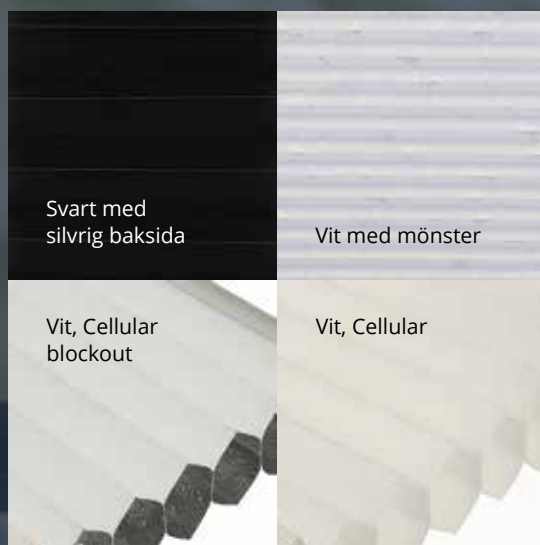 Svart med
silvrig baksida
Vit med mönster
Vit, Cellular
blockout
Vit, Cellular